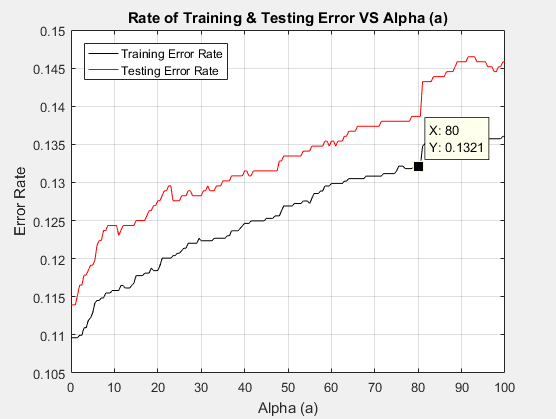 Rate of Training & Testing Error VS Alpha (a)
0.15
Training Error Rate
Testing Error Rate
0.145
0.14
X: 80
Y: 0.1321
0.135
0.13
0.125
0.12
0.115
0.11
0.105
Error Rate
0 10 20 30 40 50 60 70 80 90 100
Alpha (a)